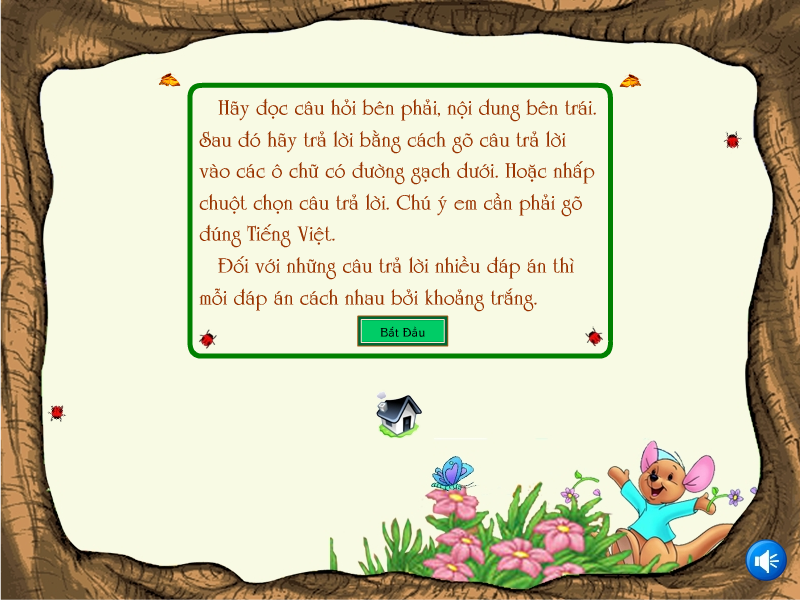 Hãy đọc câu hỏi bên phải, nội dung bên trái.
Sau đó hãy trả lời bằng cách gõ câu trả lời
vào các ô chữ có đường gạch dưới. Hoặc nhấp
chuột chọn câu trả lời. Chú ý em cần phải gõ
đúng Tiếng Việt.
Đối với những câu trả lời nhiều đáp án thì
mỗi đáp án cách nhau bởi khoảng trắng.
Bắt Đầu